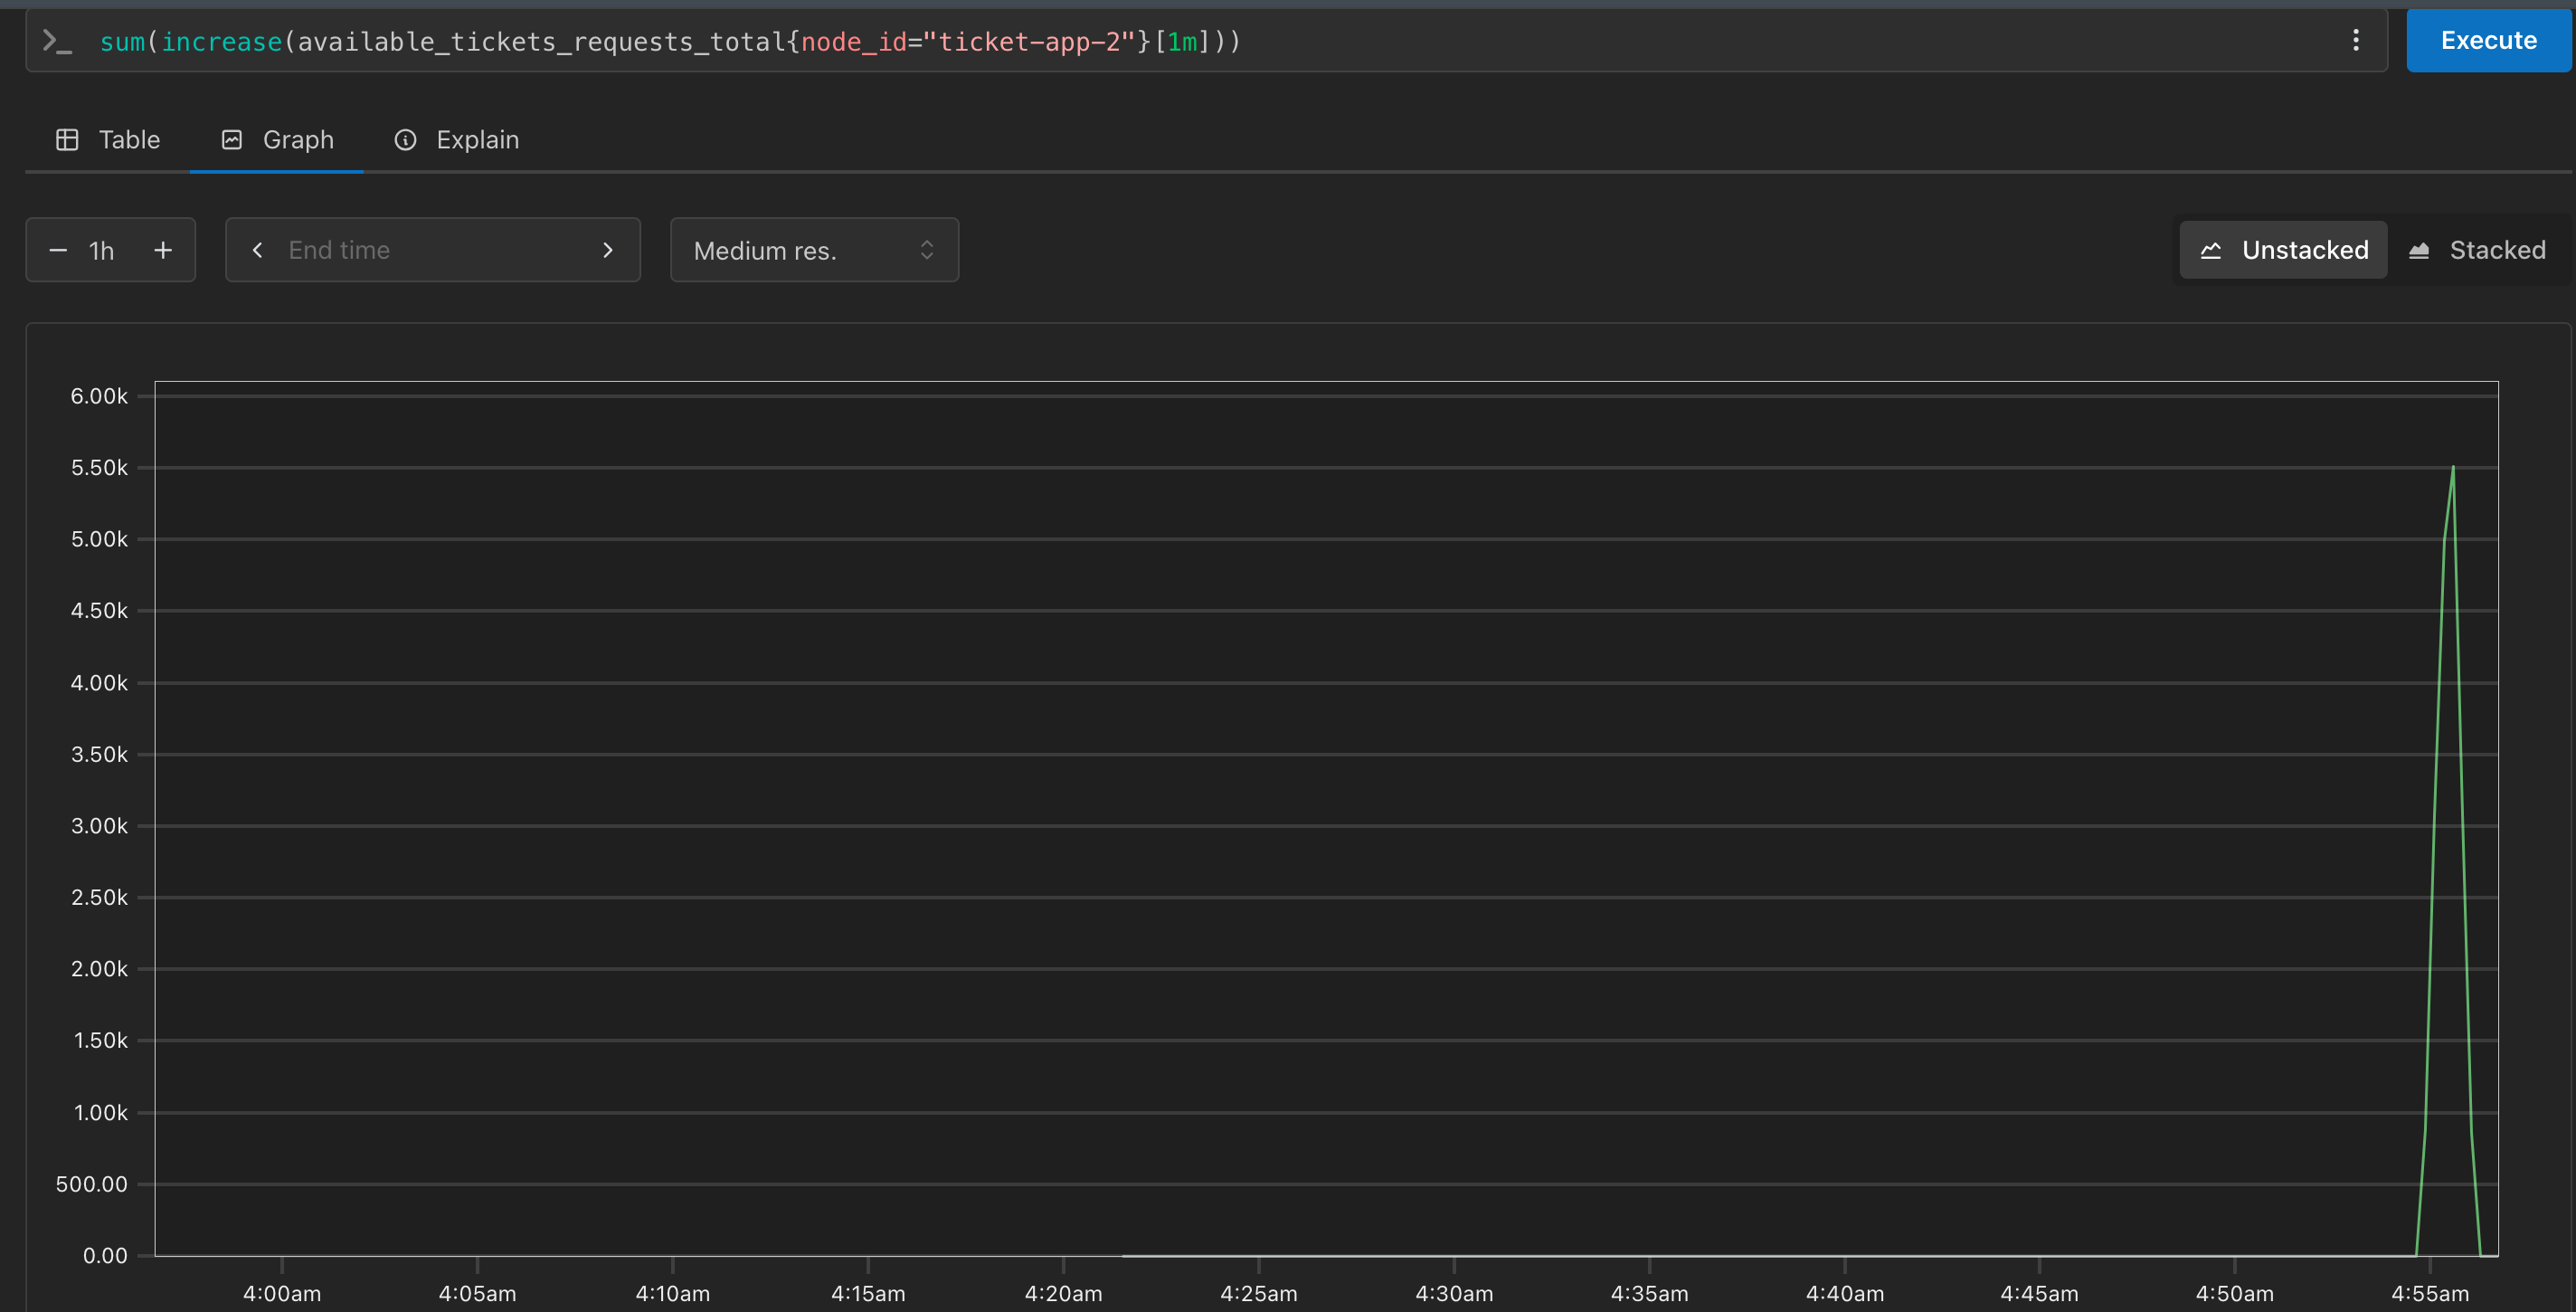 >_ sum(increase(available_tickets_requests_total{node_id="ticket-app-2"}[1m]))
Execute
Table Graph Explain
− 1h + < End time > Medium res. Unstacked Stacked
6.00k
5.50k
5.00k
4.50k
4.00k
3.50k
3.00k
2.50k
2.00k
1.50k
1.00k
500.00
0.00
4:00am 4:05am 4:10am 4:15am 4:20am 4:25am 4:30am 4:35am 4:40am 4:45am 4:50am 4:55am